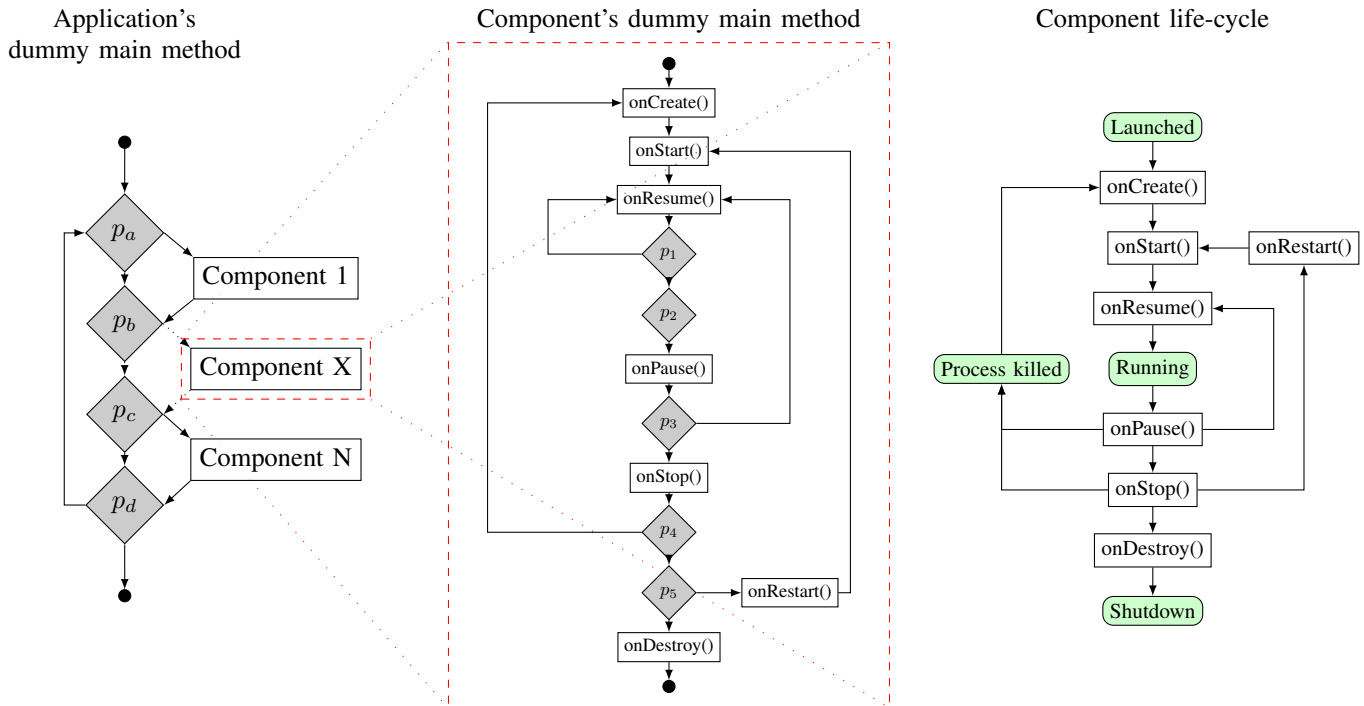 Application's
dummy main method
p_a
Component 1
p_b
Component X
p_c
Component N
p_d
Component's dummy main method
onCreate()
onStart()
onResume()
p_1
p_2
onPause()
p_3
onStop()
p_4
p_5
onRestart()
onDestroy()
Component life-cycle
Launched
onCreate()
onStart()
onRestart()
onResume()
Process killed
Running
onPause()
onStop()
onDestroy()
Shutdown